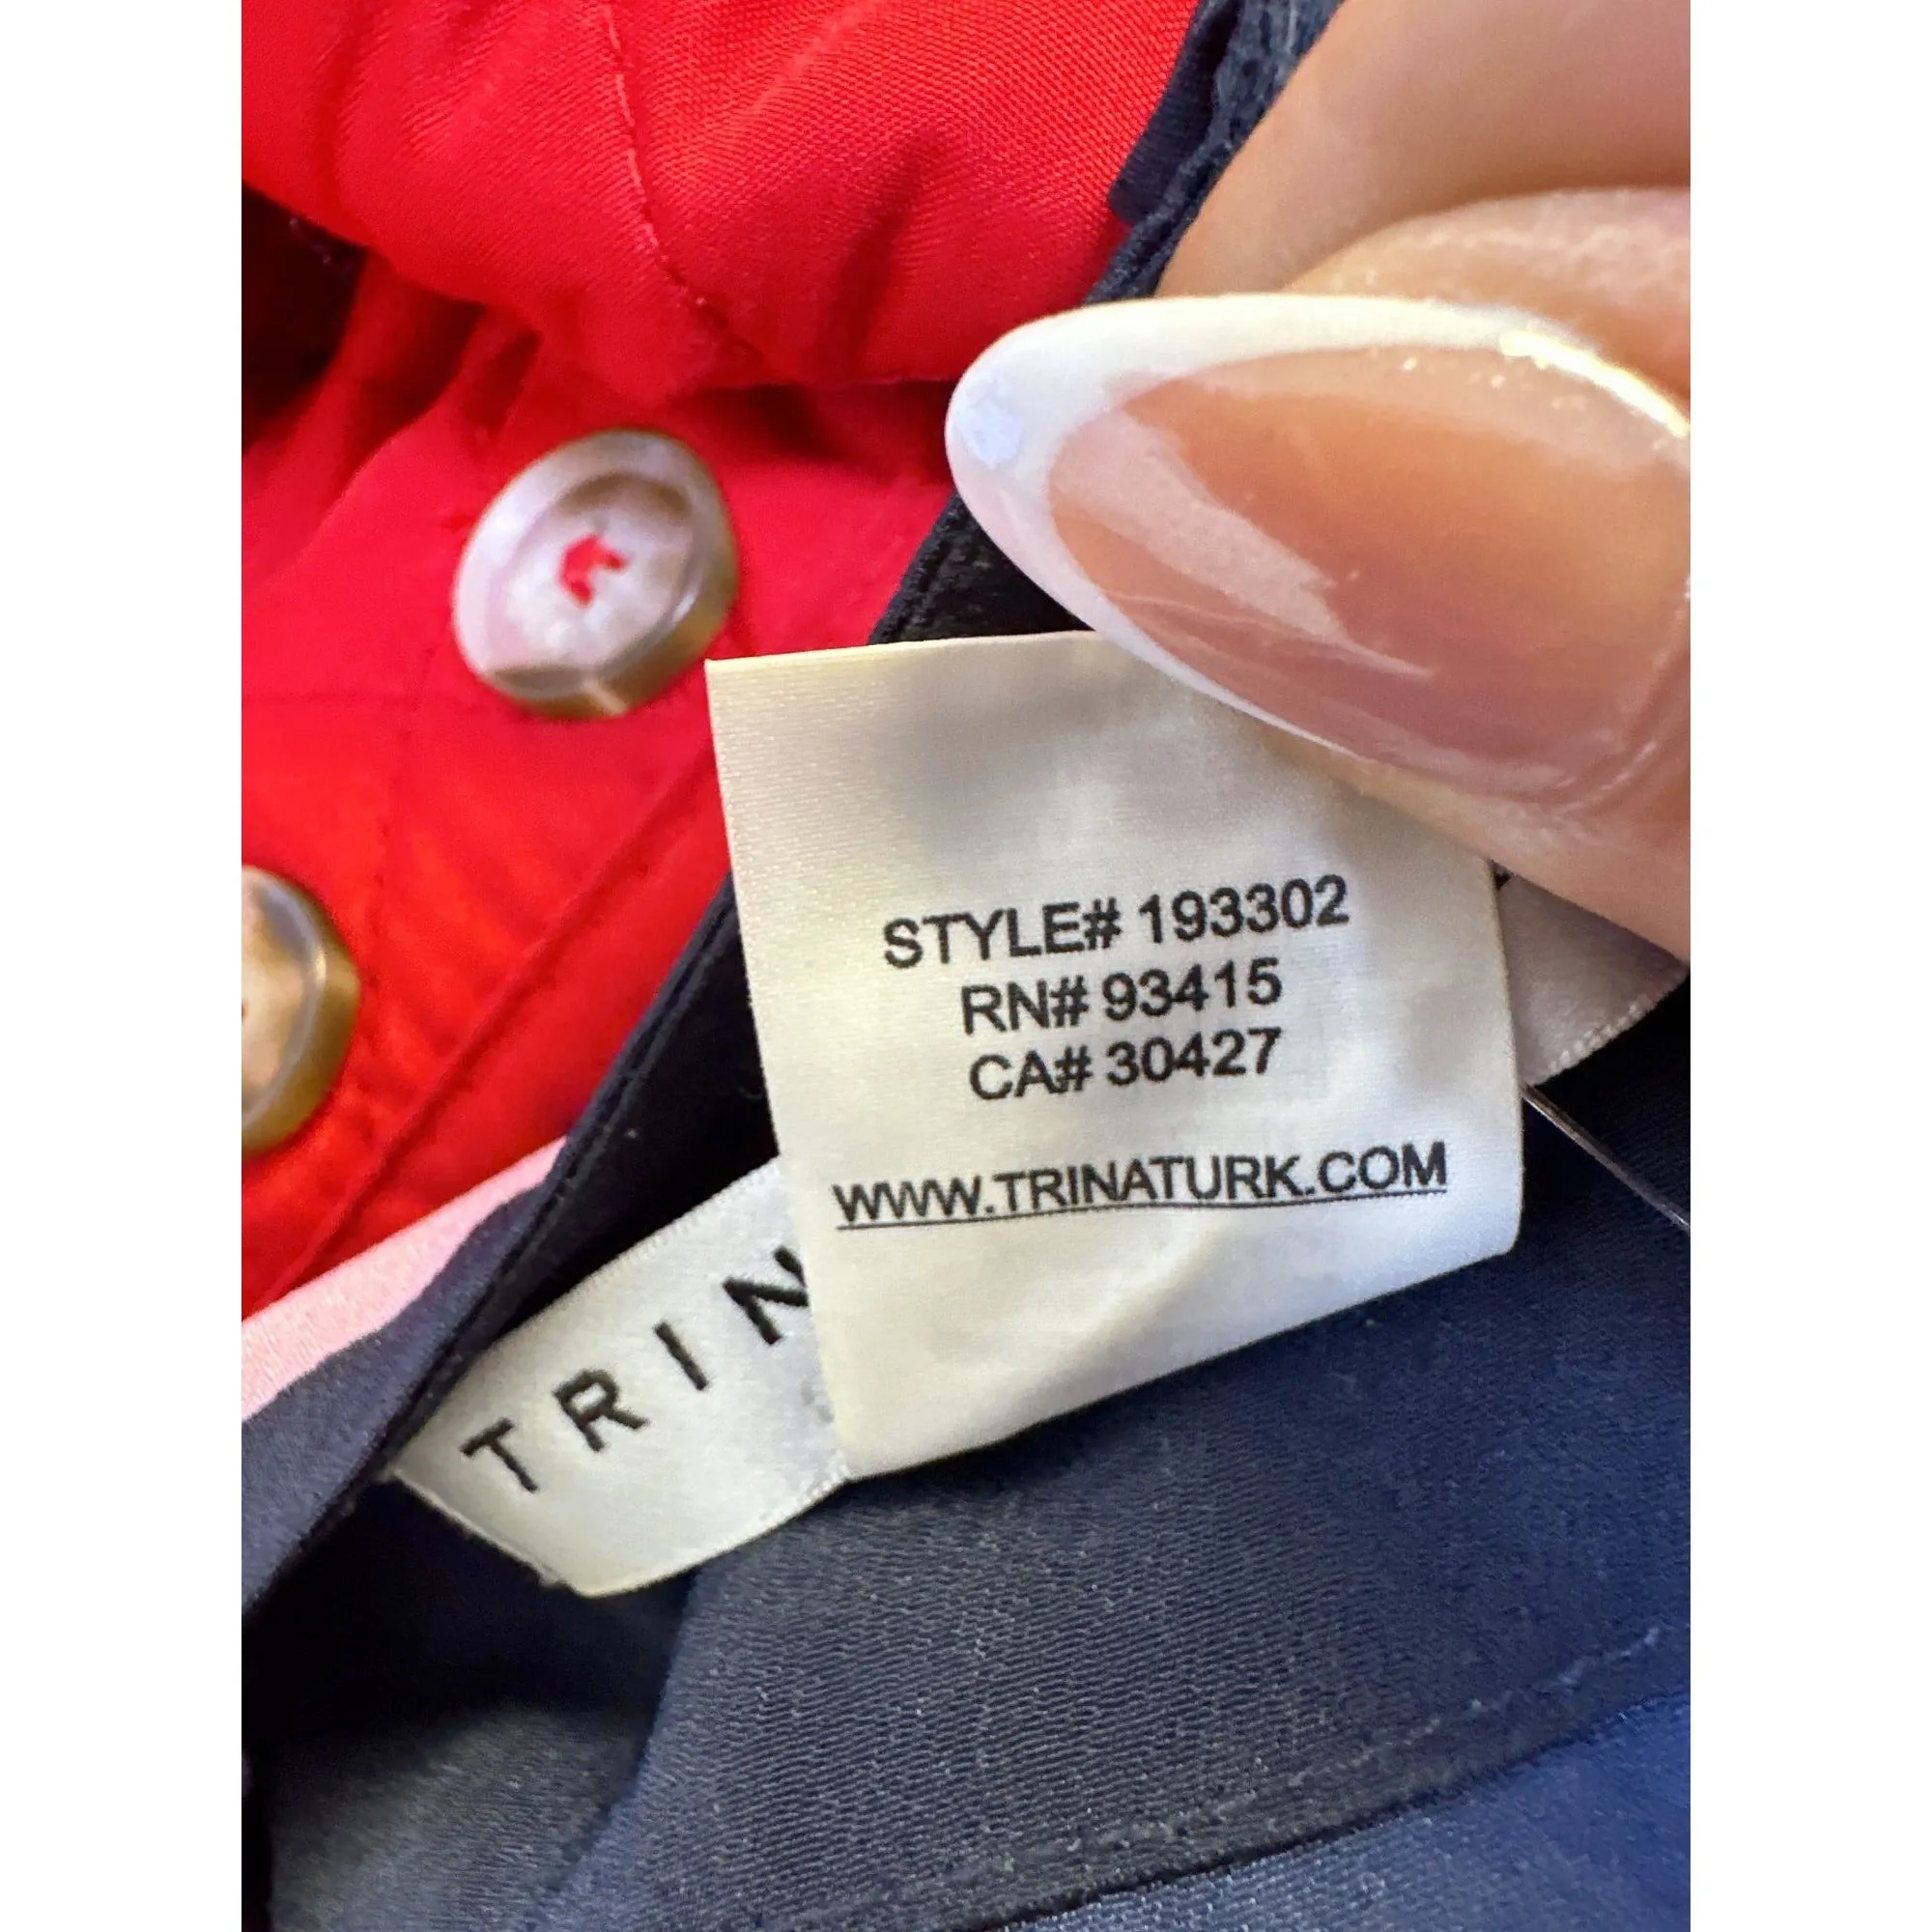 STYLE# 193302
RN# 93415
CA# 30427
WWW.TRINATURK.COM
TRIN